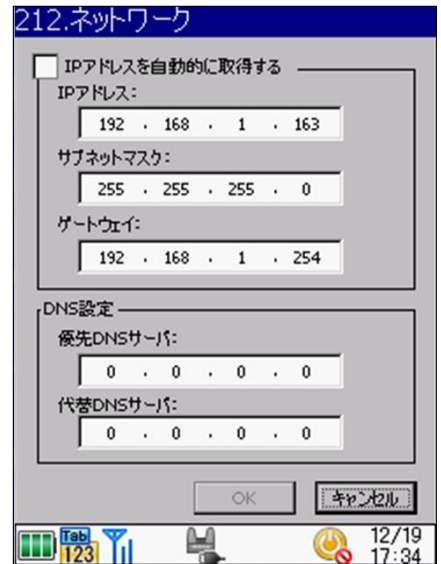 212.ネットワーク
IPアドレスを自動的に取得する
IPアドレス:
192 . 168 . 1 . 163
サブネットマスク:
255 . 255 . 255 . 0
ゲートウェイ:
192 . 168 . 1 . 254
DNS設定
優先DNSサーバ:
0 . 0 . 0 . 0
代替DNSサーバ:
0 . 0 . 0 . 0
OK キャンセル
Tab 12/19
123 17:34